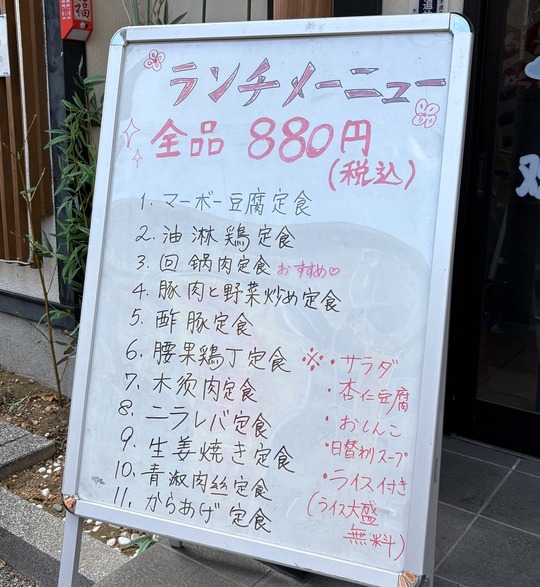 ランチメニュー
全品 880円
(税込)
1. マーボー豆腐定食
2. 油淋鶏定食
3. 回鍋肉定食 おすすめ♡
4. 豚肉と野菜炒め定食
5. 酢豚定食
6. 腰果鶏丁定食
7. 木須肉定食
8. ニラレバ定食
9. 生姜焼き定食
10. 青淑肉絲定食
11. からあげ定食
※・サラダ
・杏仁豆腐
・おしんこ
・日替わりスープ
・ライス付き
(ライス大盛
無料)
福